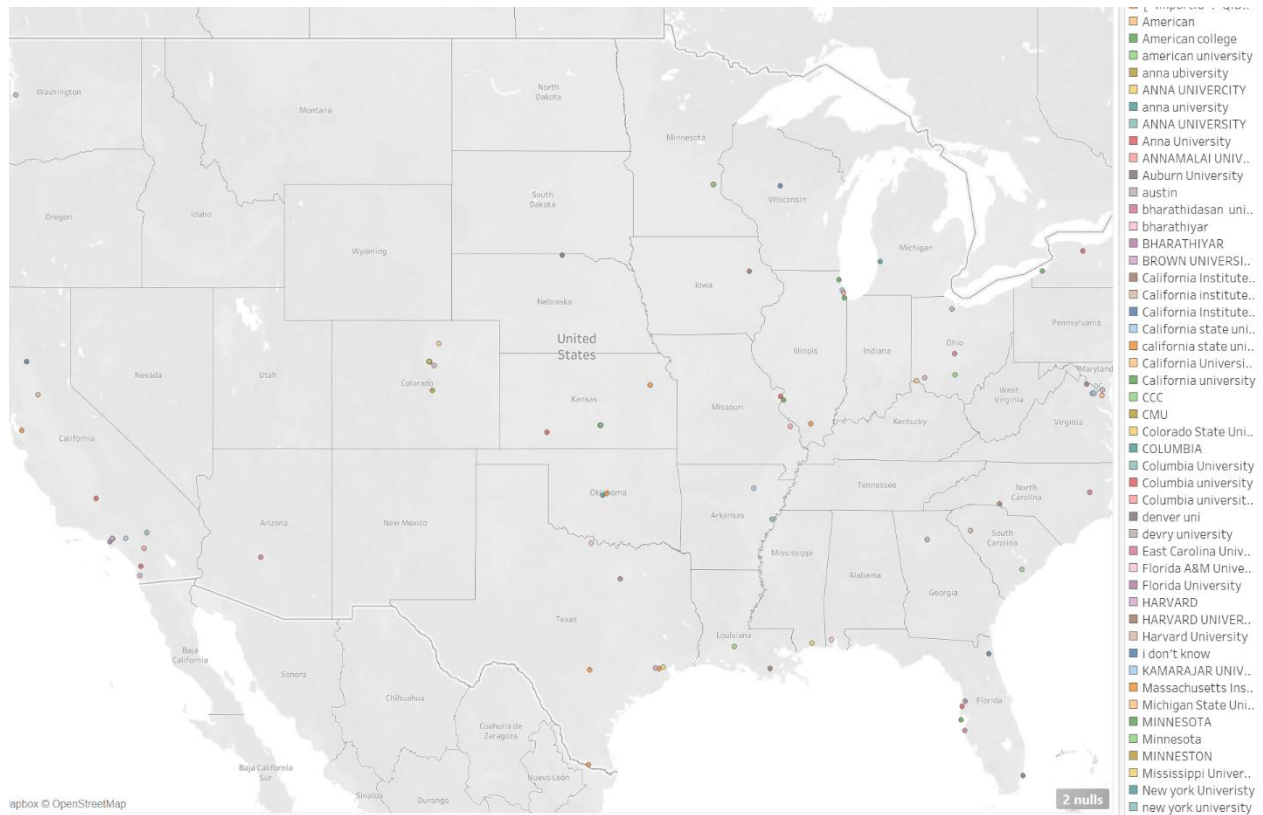 Washington
Montana
North
Dakota
Minnesota
Oregon
Idaho
South
Dakota
Wisconsin
Michigan
Wyoming
Iowa
Nebraska
United
States
Pennsylvania
Nevada
Utah
Colorado
Illinois
Indiana
Ohio
Maryland
DC
Kansas
Missouri
West
Virginia
California
Kentucky
Virginia
Oklahoma
Tennessee
North
Carolina
Arizona
New Mexico
Arkansas
South
Carolina
Mississippi
Alabama
Georgia
Texas
Louisiana
Baja
California
Sonora
Chihuahua
Florida
Coahuila de
Zaragoza
Baja California
Sur
Nuevo León
Sinaloa
Durango
apbox © OpenStreetMap
2 nulls
American
American college
american university
anna ubiversity
ANNA UNIVERCITY
anna university
ANNA UNIVERSITY
Anna University
ANNAMALAI UNIV..
Auburn University
austin
bharathidasan uni..
bharathiyar
BHARATHIYAR
BROWN UNIVERSI..
California Institute..
California institute..
California Institute..
California state uni..
california state uni..
California Universi..
California university
CCC
CMU
Colorado State Uni..
COLUMBIA
Columbia University
Columbia university
Columbia universit..
denver uni
devry university
East Carolina Univ..
Florida A&M Unive..
Florida University
HARVARD
HARVARD UNIVER..
Harvard University
i don't know
KAMARAJAR UNIV..
Massachusetts Ins..
Michigan State Uni..
MINNESOTA
Minnesota
MINNESTON
Mississippi Univer..
New york Univeristy
new york university